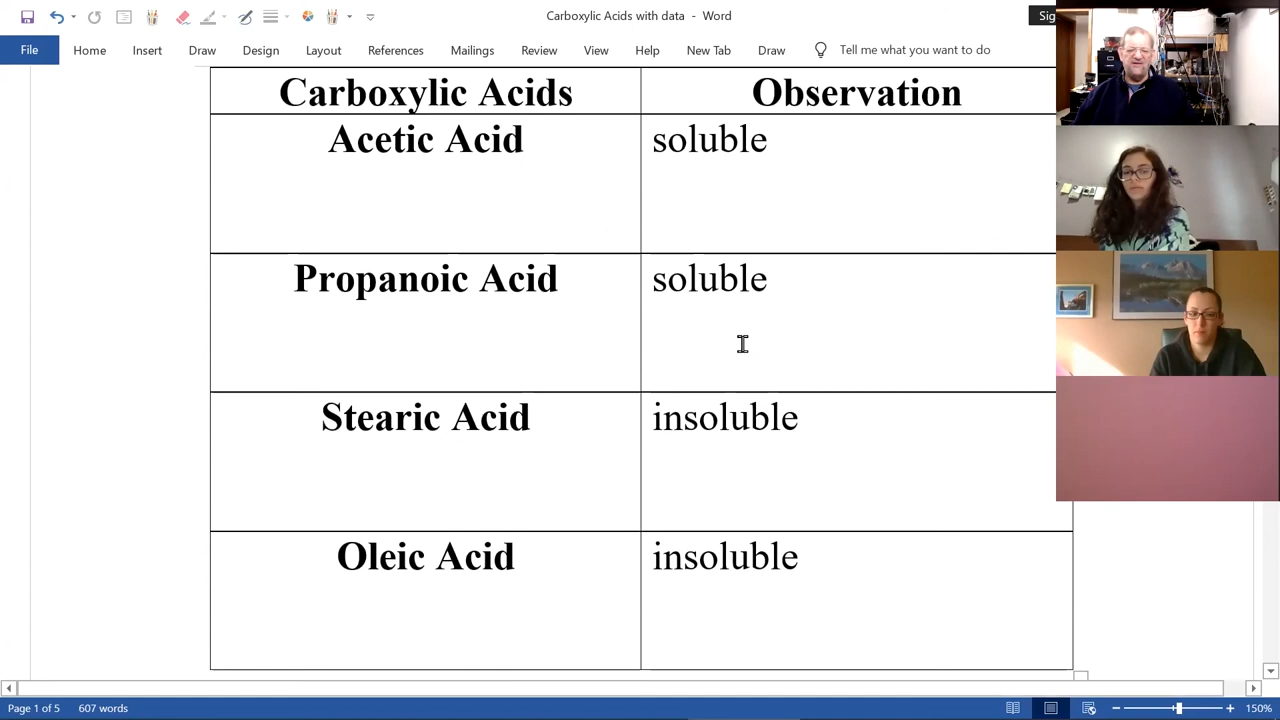 Carboxylic Acids with data - Word
Sig
File Home Insert Draw Design Layout References Mailings Review View Help New Tab Draw Tell me what you want to do
Carboxylic Acids Observation
Acetic Acid soluble
Propanoic Acid soluble
Stearic Acid insoluble
Oleic Acid insoluble
Page 1 of 5 607 words 150%